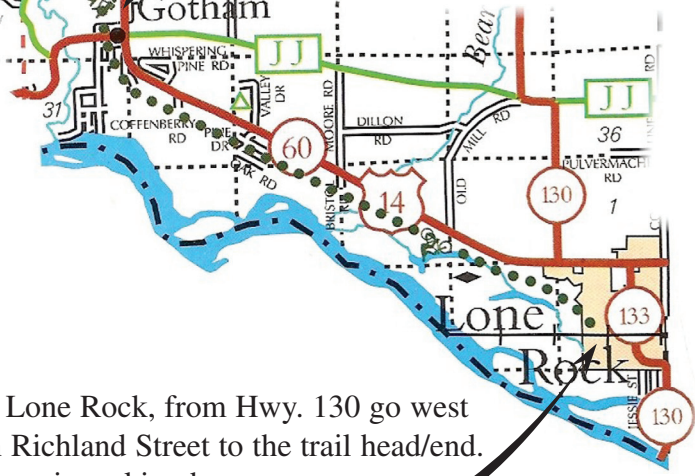 Gotham
Bear
WHISPERING
PINE RD
JJ
RD
JJ
31
VALLEY
DR
MOORE RD
DILLON
RD
MILL RD
36
COFFENBERRY
RD
PINE
DR
OAK RD
60
PULVERMACH
RD
OLD
130
1
14
BRISTOL
Lone
Rock
133
JESSIE ST
130
Lone Rock, from Hwy. 130 go west
Richland Street to the trail head/end.